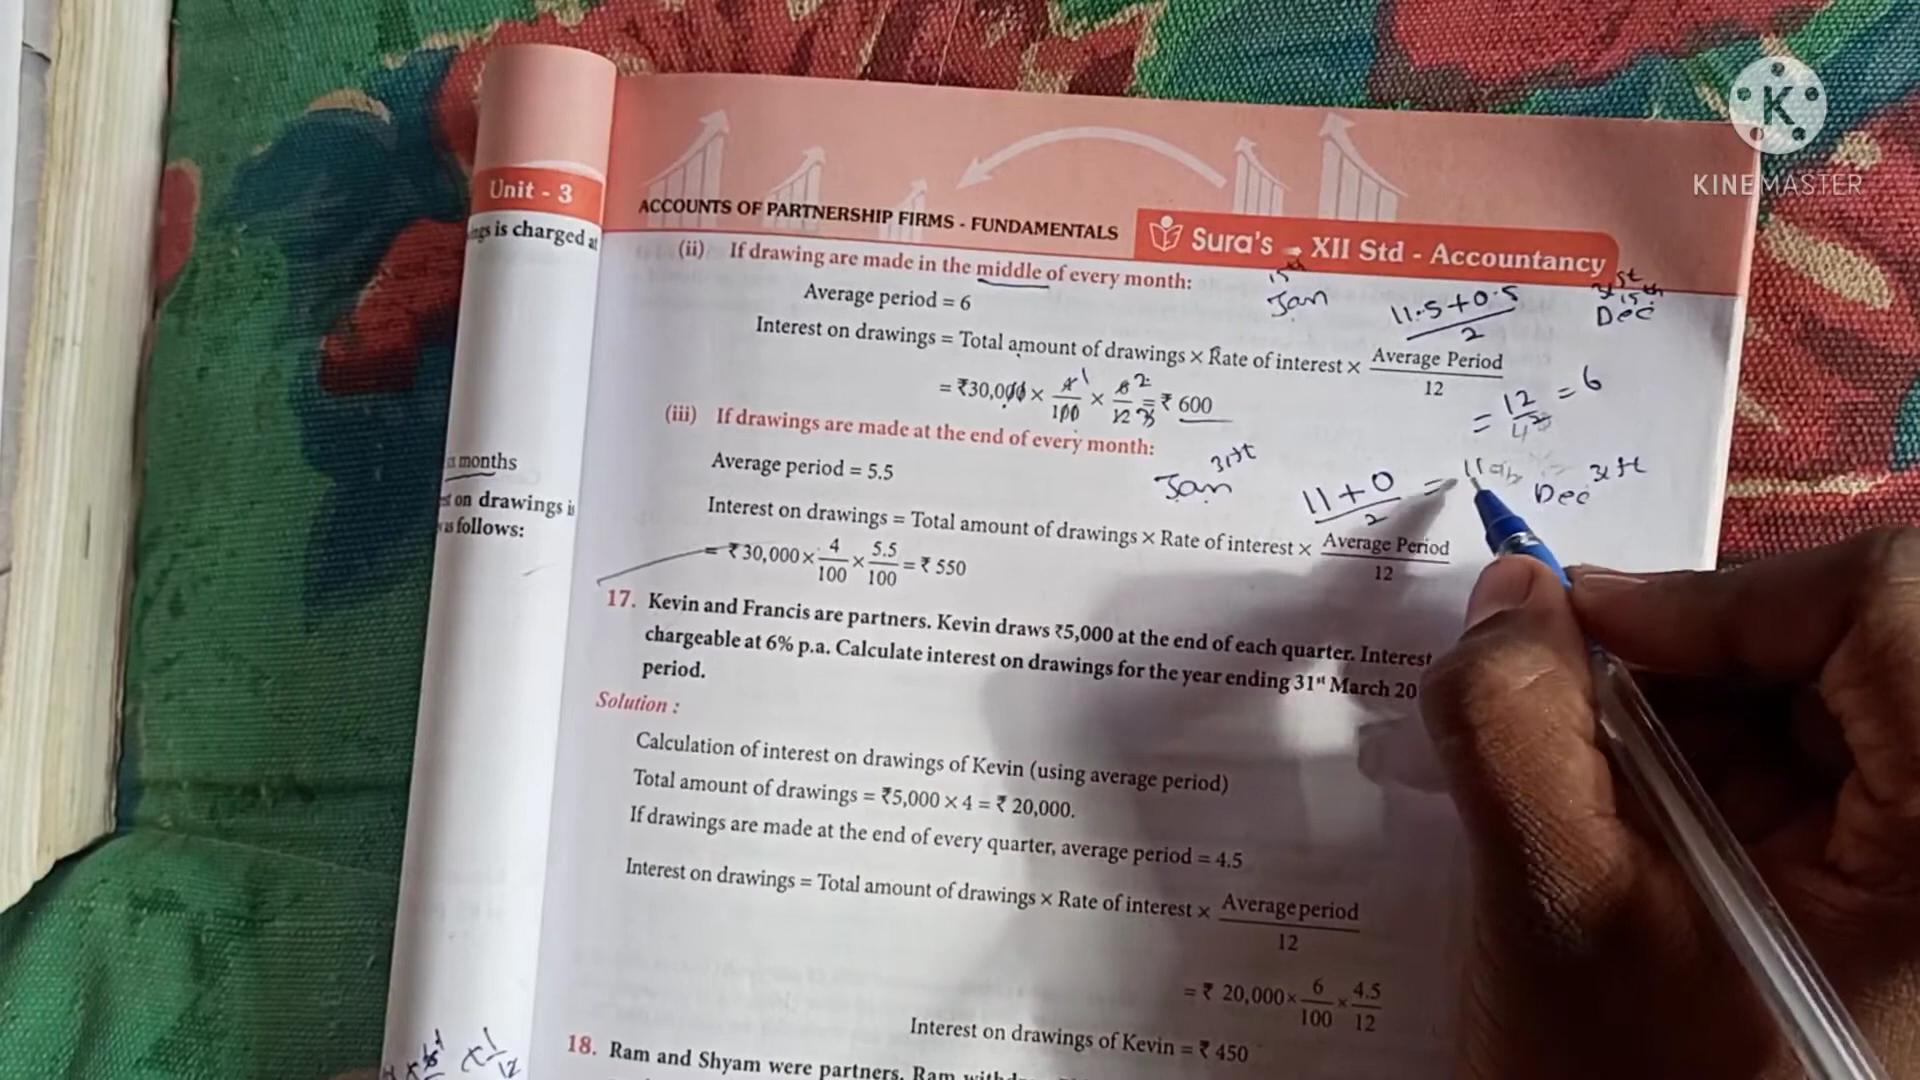 KINEMASTER
Unit - 3
ACCOUNTS OF PARTNERSHIP FIRMS - FUNDAMENTALS
Sura's XII Std - Accountancy
is charged at
months
on drawings is
as follows:
(ii) If drawing are made in the middle of every month:
15th Jan
11.5 + 0.5 / 2
Dec
Average period = 6
Interest on drawings = Total amount of drawings × Rate of interest × Average Period / 12
= ₹30,000 × 4 1 / 100 × 6 2 / 12 = ₹ 600
= 12 / 2 = 6
(iii) If drawings are made at the end of every month:
Jan 31st
11 + 0 / 2 = 11
Dec 31st
Average period = 5.5
Interest on drawings = Total amount of drawings × Rate of interest × Average Period / 12
= ₹ 30,000 × 4/100 × 5.5/100 = ₹ 550
17. Kevin and Francis are partners. Kevin draws ₹5,000 at the end of each quarter. Interest
chargeable at 6% p.a. Calculate interest on drawings for the year ending 31st March 20
period.
Solution :
Calculation of interest on drawings of Kevin (using average period)
Total amount of drawings = ₹5,000 × 4 = ₹ 20,000.
If drawings are made at the end of every quarter, average period = 4.5
Interest on drawings = Total amount of drawings × Rate of interest × Average period / 12
= ₹ 20,000 × 6/100 × 4.5/12
Interest on drawings of Kevin = ₹ 450
18. Ram and Shyam were partners. Ram